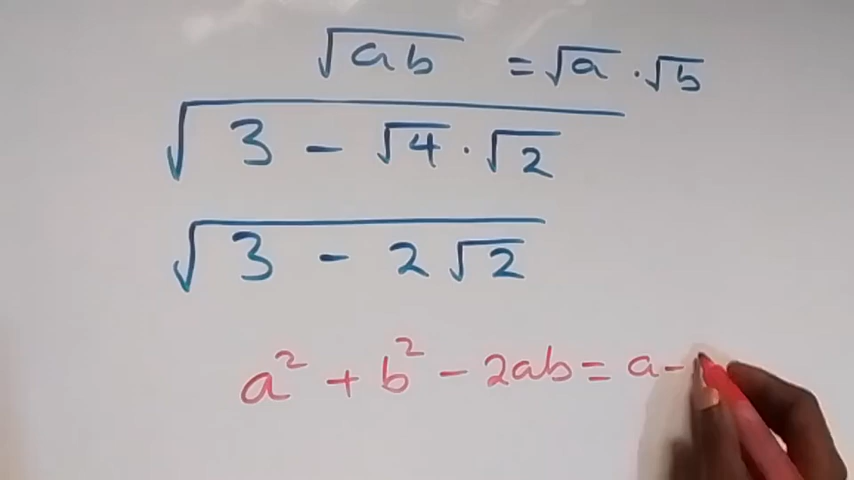 √ab = √a · √b
√3 - √4 · √2
√3 - 2√2
a² + b² - 2ab = a -